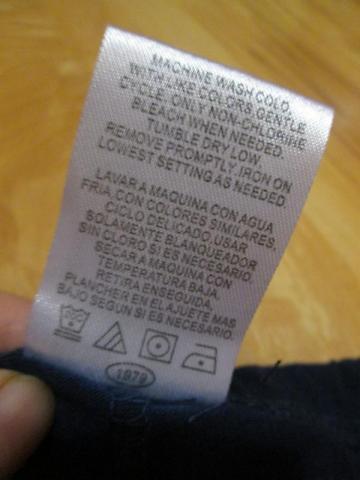 MACHINE WASH COLD
WITH LIKE COLORS, GENTLE
CYCLE. ONLY NON-CHLORINE
BLEACH WHEN NEEDED.
TUMBLE DRY LOW.
REMOVE PROMPTLY. IRON ON
LOWEST SETTING AS NEEDED.
LAVAR A MAQUINA CON AGUA
FRIA, CON COLORES SIMILARES,
CICLO DELICADO. USAR
SOLAMENTE BLANQUEADOR
SIN CLORO SI ES NECESARIO.
SECAR A MAQUINA CON
TEMPERATURA BAJA.
RETIRA ENSEGUIDA.
PLANCHER EN EL AJUETE MAS
BAJO SEGUN SI ES NECESARIO.
1979